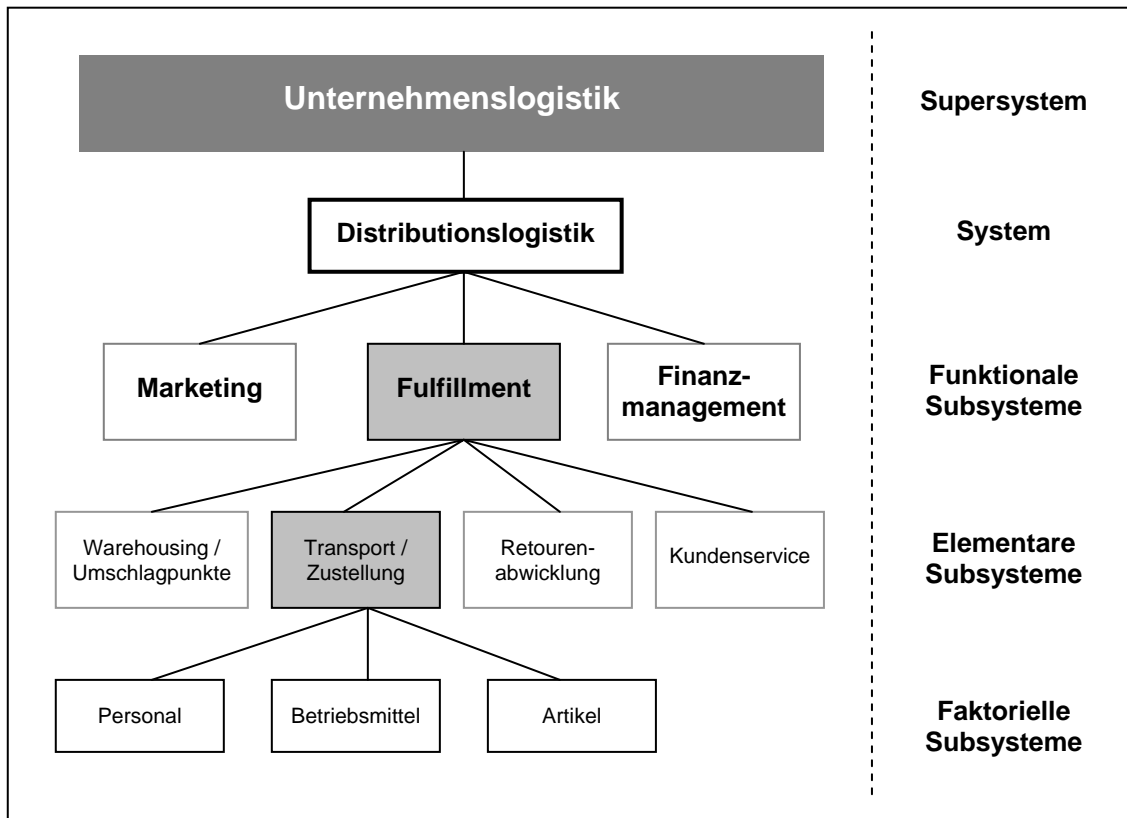 Unternehmenslogistik
Supersystem
Distributionslogistik
System
Marketing
Fulfillment
Finanz-
management
Funktionale
Subsysteme
Warehousing /
Umschlagpunkte
Transport /
Zustellung
Retouren-
abwicklung
Kundenservice
Elementare
Subsysteme
Personal
Betriebsmittel
Artikel
Faktorielle
Subsysteme